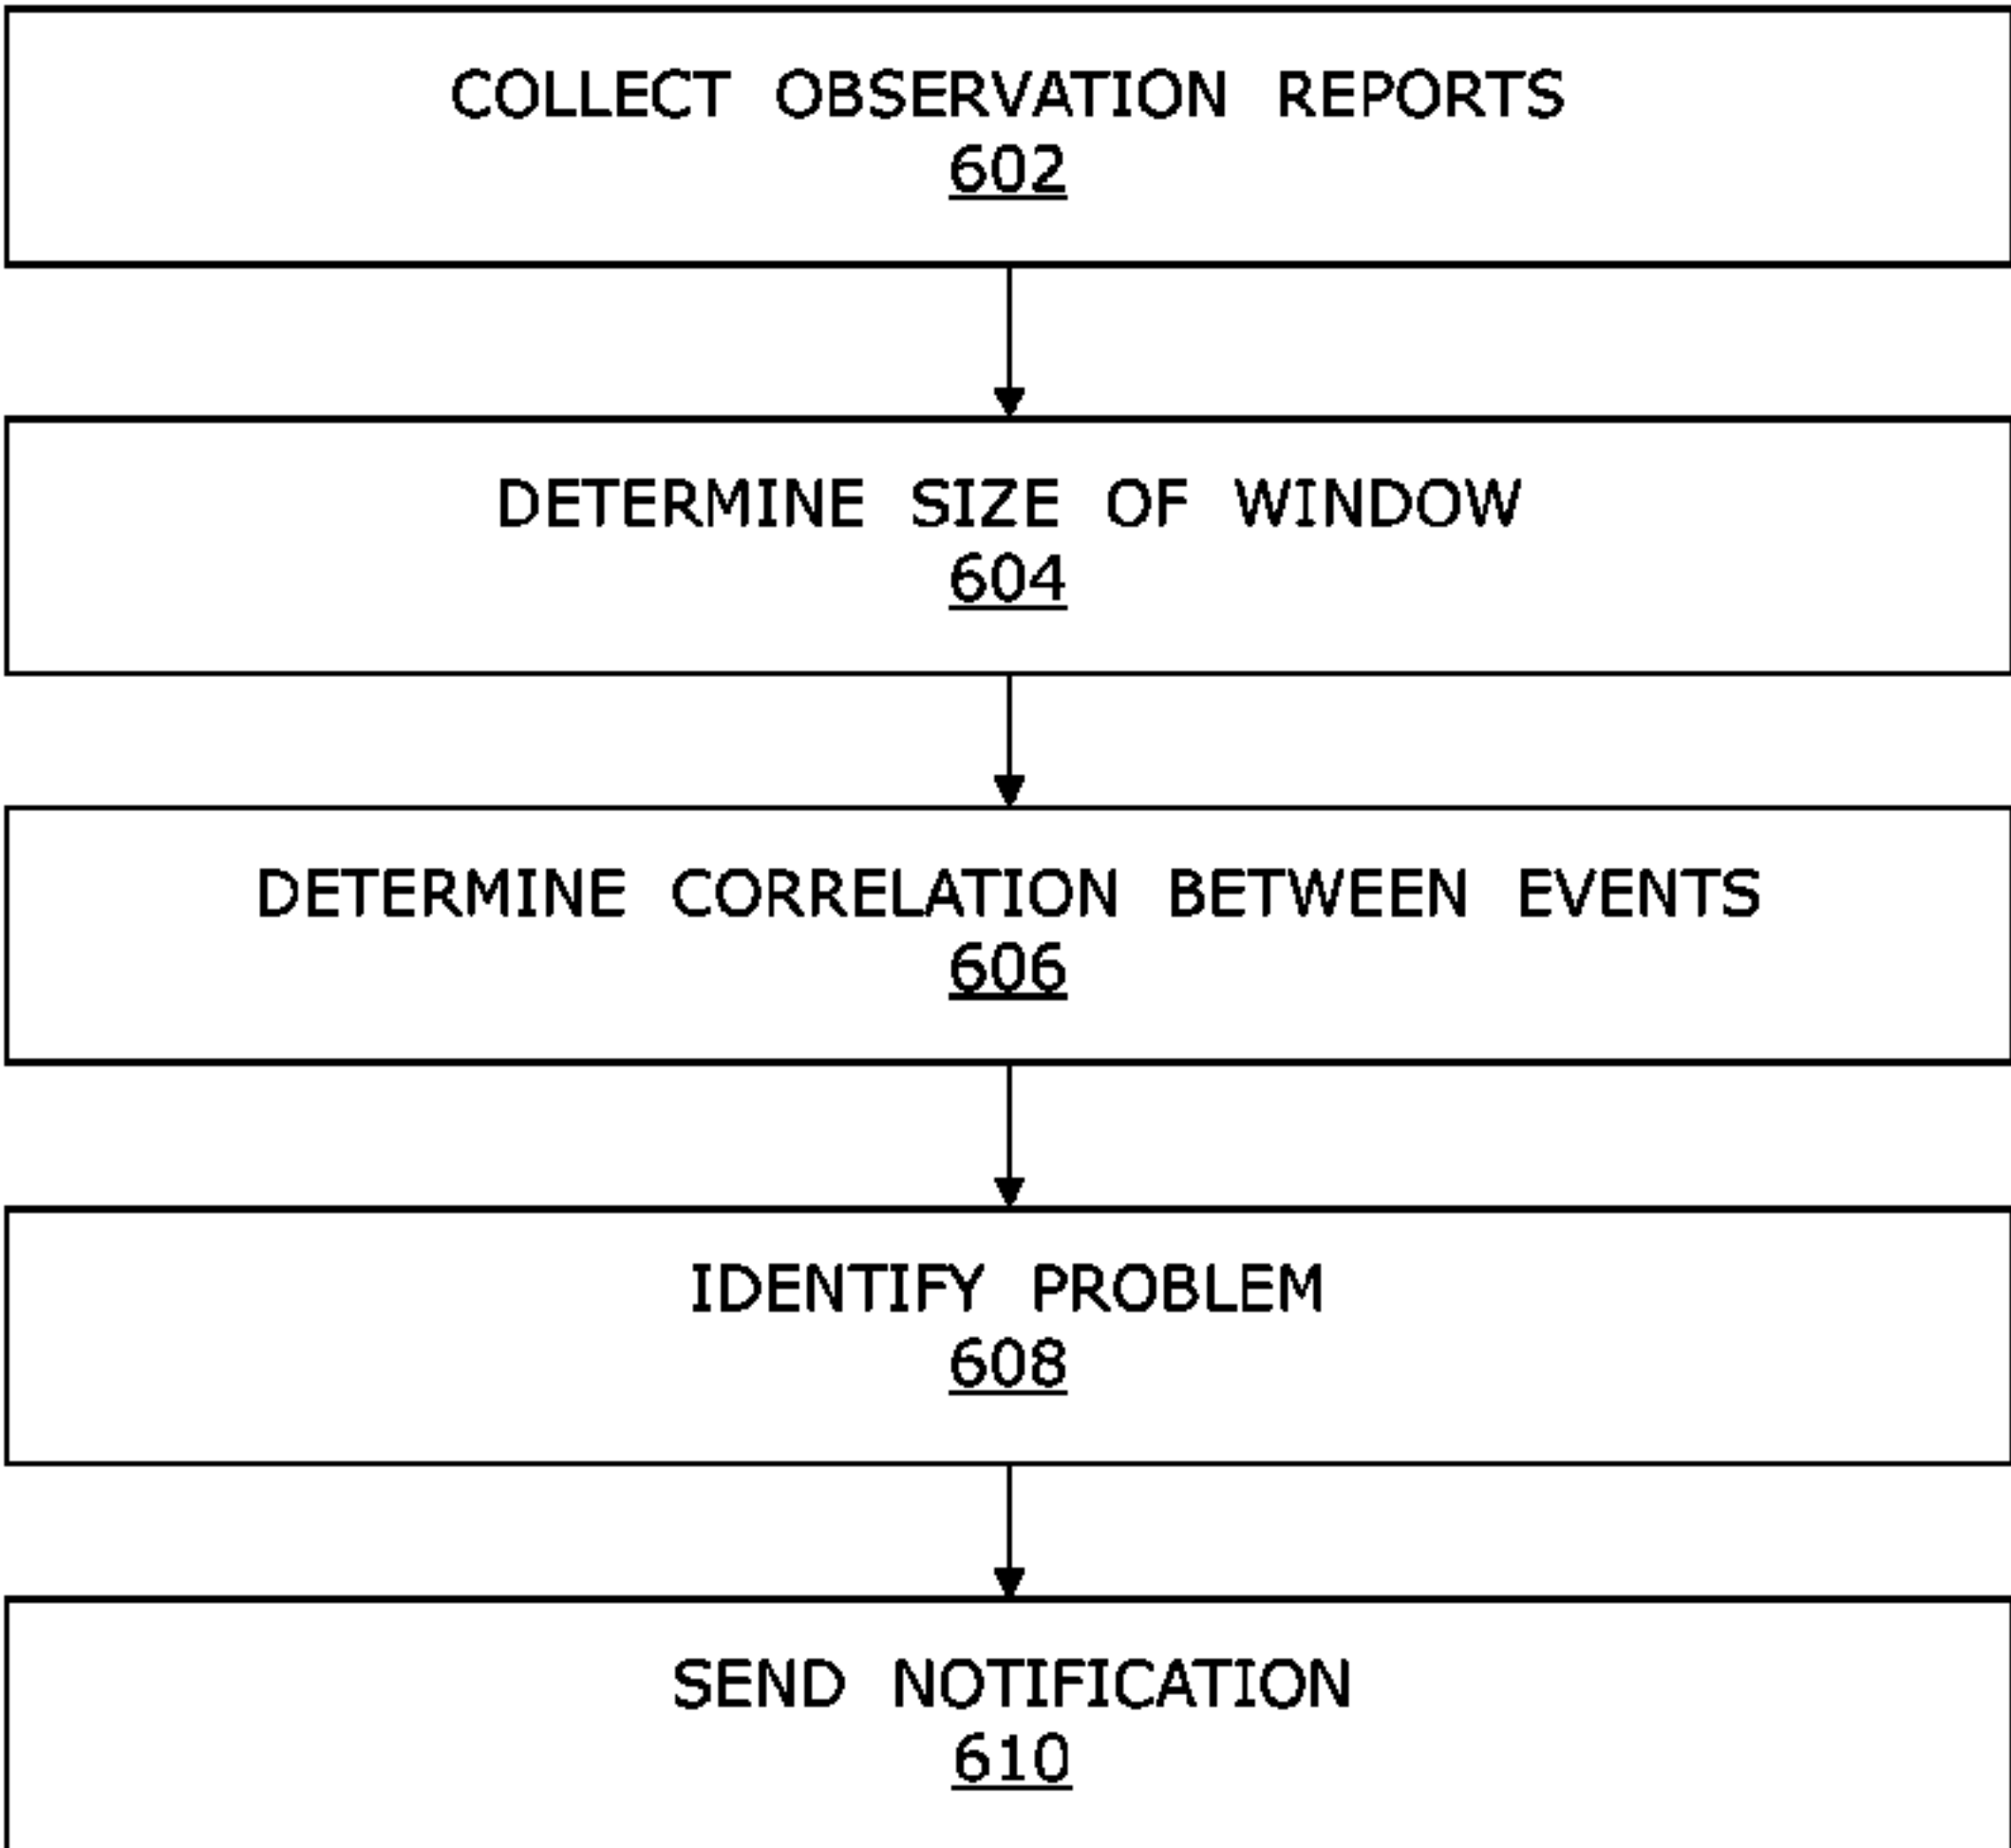 COLLECT OBSERVATION REPORTS
602
DETERMINE SIZE OF WINDOW
604
DETERMINE CORRELATION BETWEEN EVENTS
606
IDENTIFY PROBLEM
608
SEND NOTIFICATION
610